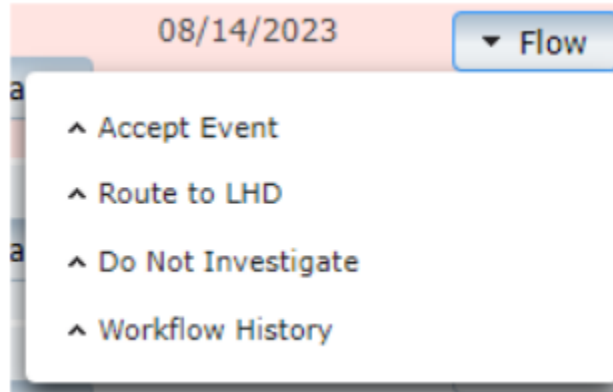 08/14/2023
Flow
a
Accept Event
Route to LHD
Do Not Investigate
a
Workflow History